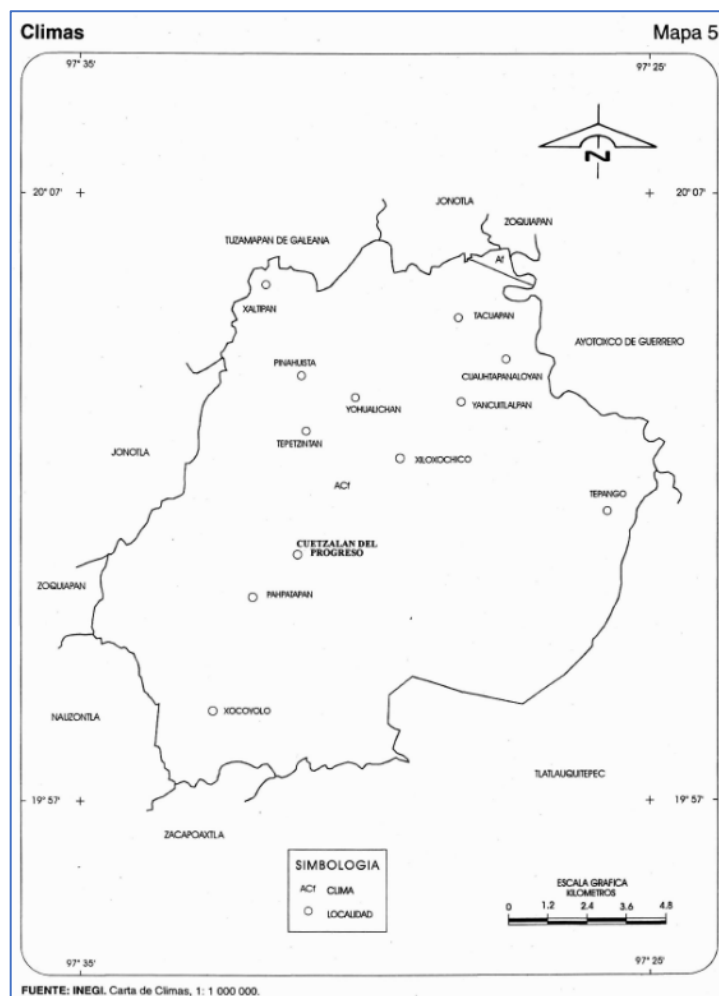 Climas
Mapa 5
97° 35'
97° 25'
N
20° 07'
20° 07'
JONOTLA
ZOQUIAPAN
TUZAMAPAN DE GALEANA
Af
XALTIPAN
TACUAPAN
AYOTOXCO DE GUERRERO
PINAHUISTA
CUAUHTAPANALOYAN
YOHUALICHAN
YANCUITLALPAN
TEPETZINTAN
JONOTLA
XILOXOCHICO
ACf
TEPANGO
CUETZALAN DEL
PROGRESO
ZOQUIAPAN
PAHPATAPAN
NAUZONTLA
XOCOYOLO
TLATLAUQUITEPEC
19° 57'
19° 57'
ZACAPOAXTLA
SIMBOLOGIA
ACf CLIMA
LOCALIDAD
ESCALA GRAFICA
KILOMETROS
0 1.2 2.4 3.6 4.8
97° 35'
97° 25'
FUENTE: INEGI. Carta de Climas, 1: 1 000 000.